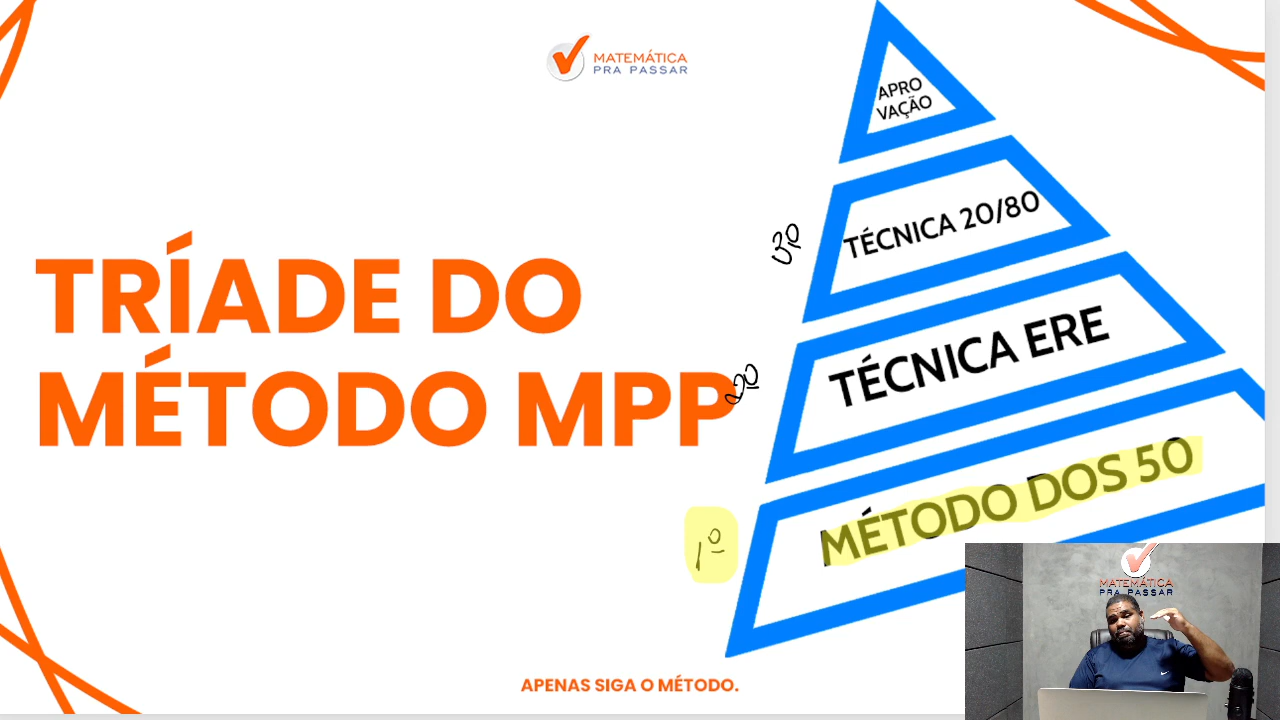 MATEMÁTICA
PRA PASSAR
APRO
VAÇÃO
TÉCNICA 20/80
3º
TRÍADE DO
MÉTODO MPP
TÉCNICA ERE
2º
MÉTODO DOS 50
1º
APENAS SIGA O MÉTODO.
MATEMÁTICA
PRA PASSAR